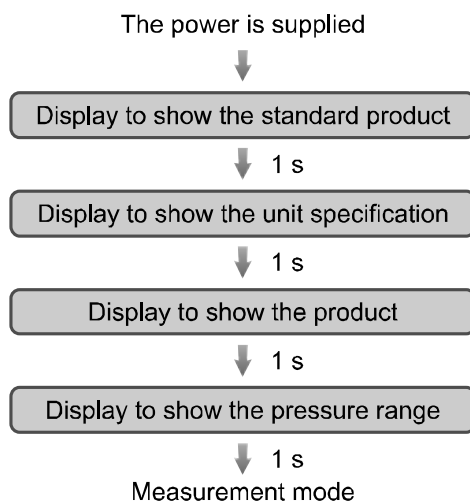 The power is supplied
Display to show the standard product
1 s
Display to show the unit specification
1 s
Display to show the product
1 s
Display to show the pressure range
1 s
Measurement mode